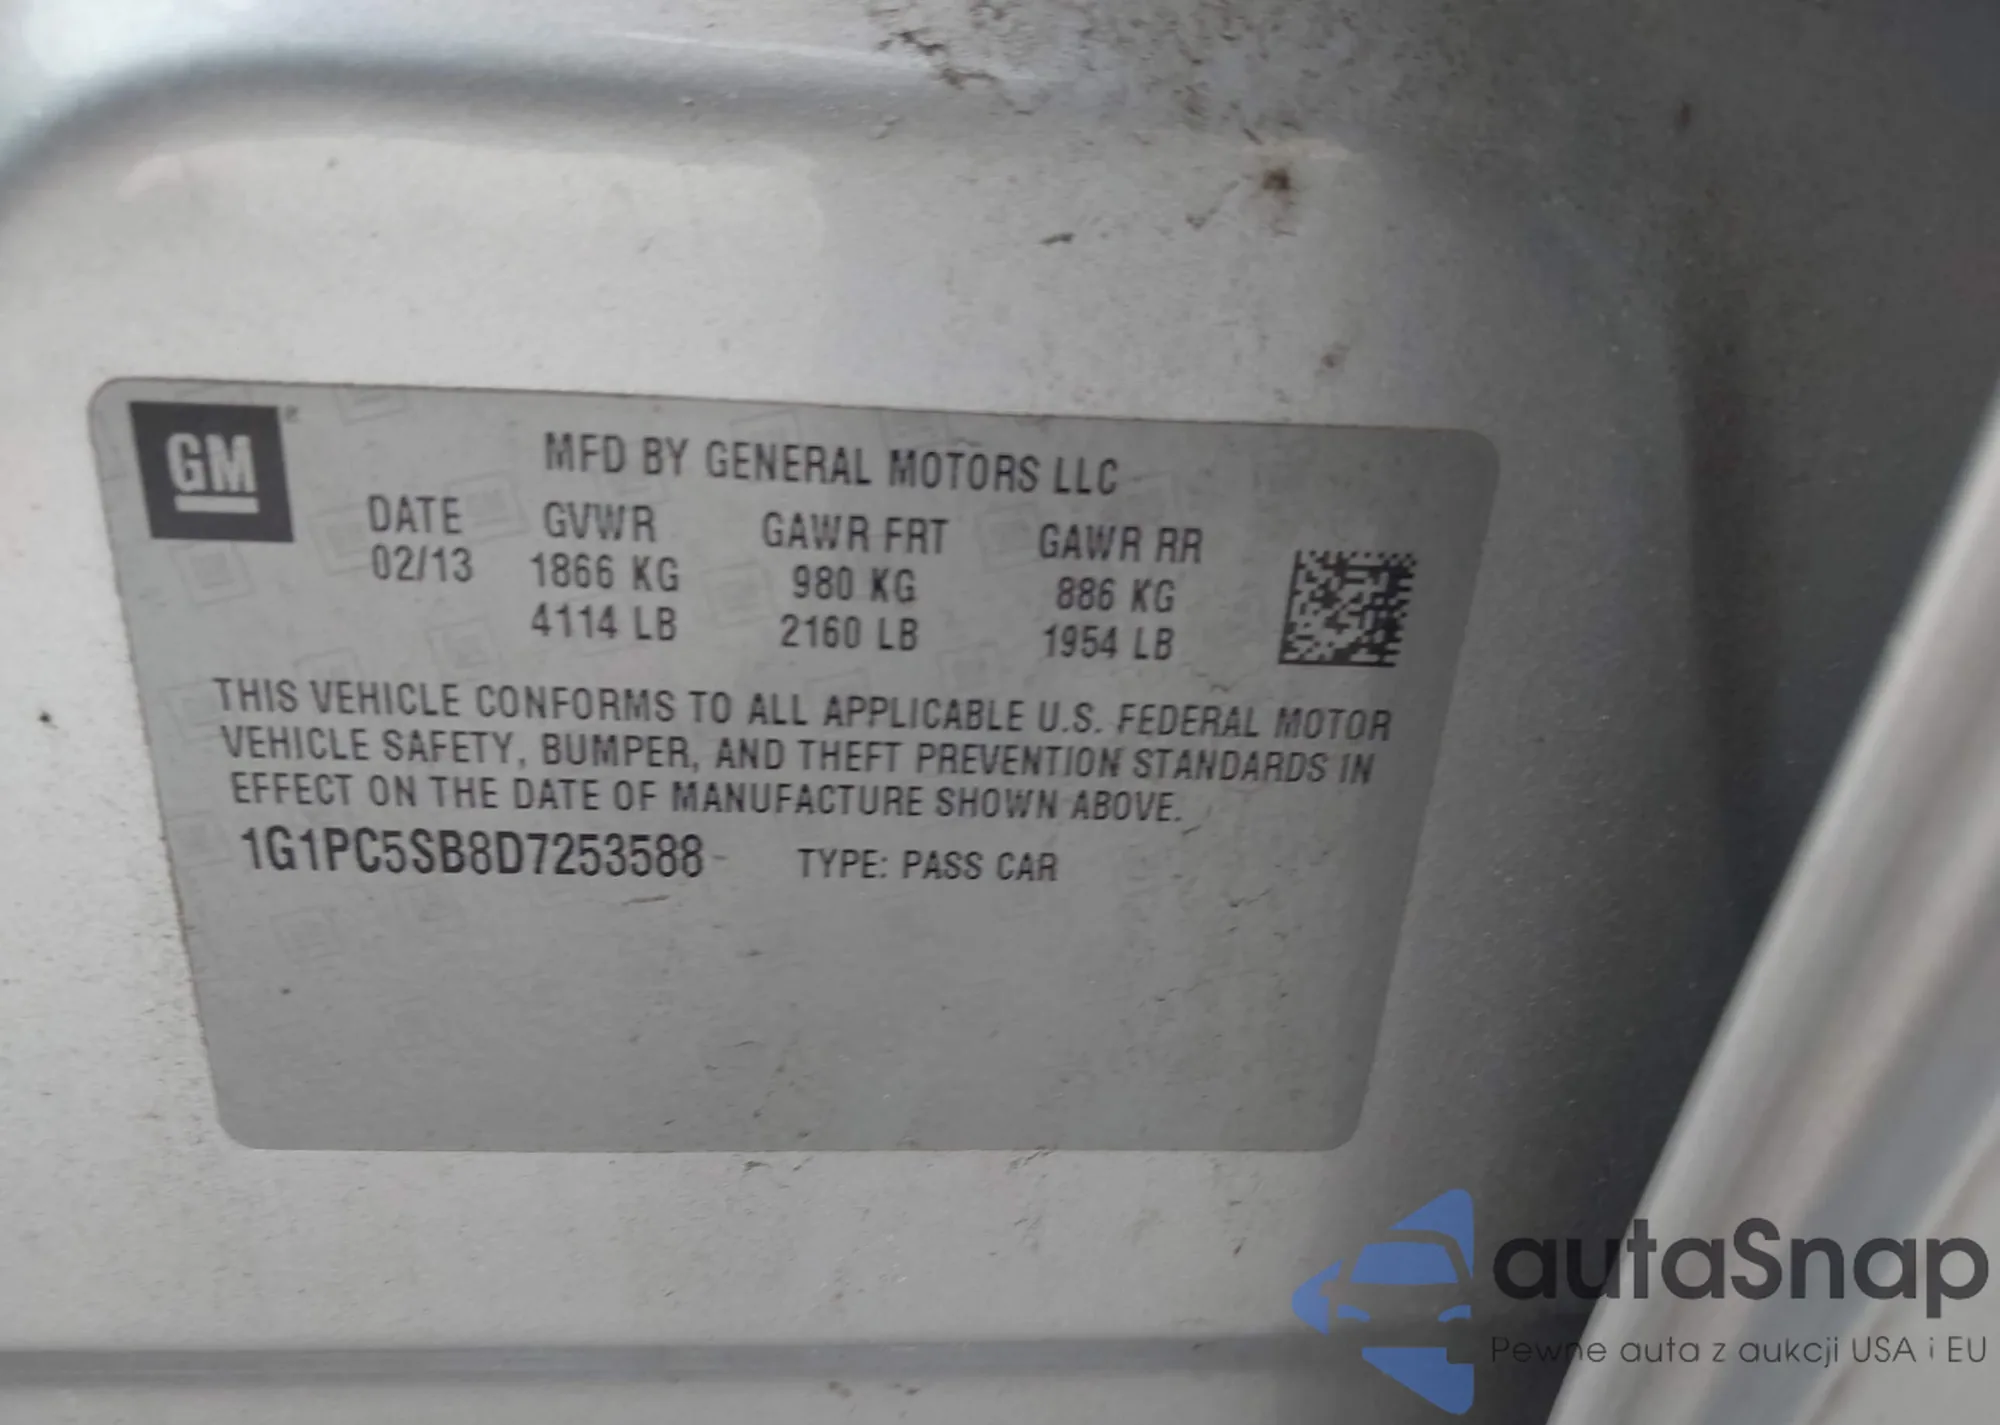 GM
MFD BY GENERAL MOTORS LLC
DATE GVWR GAWR FRT GAWR RR
02/13 1866 KG 980 KG 886 KG
4114 LB 2160 LB 1954 LB
THIS VEHICLE CONFORMS TO ALL APPLICABLE U.S. FEDERAL MOTOR
VEHICLE SAFETY, BUMPER, AND THEFT PREVENTION STANDARDS IN
EFFECT ON THE DATE OF MANUFACTURE SHOWN ABOVE.
1G1PC5SB8D7253588 TYPE: PASS CAR
autaSnap
Pewne auta z aukcji USA i EU